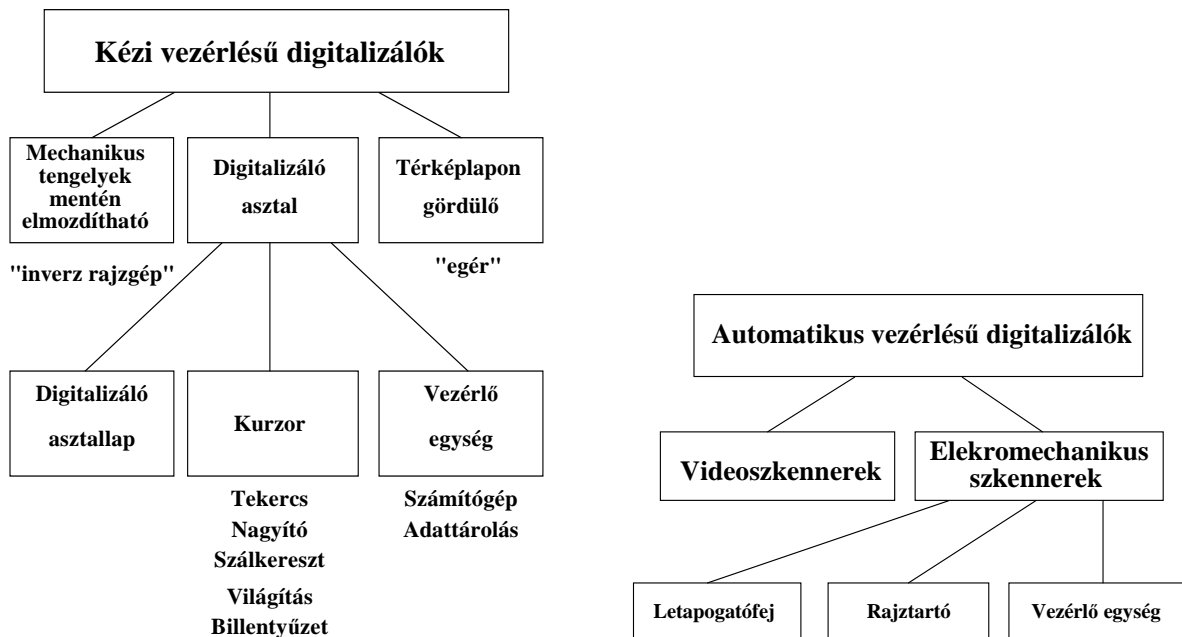 Kézi vezérlésű digitalizálók
Mechanikus
tengelyek
mentén
elmozdítható
"inverz rajzgép"
Digitalizáló
asztal
Térképlapon
gördülő
"egér"
Digitalizáló
asztallap
Kurzor
Tekercs
Nagyító
Szálkereszt
Világítás
Billentyűzet
Vezérlő
egység
Számítógép
Adattárolás
Automatikus vezérlésű digitalizálók
Videoszkennerek
Elekromechanikus
szkennerek
Letapogatófej
Rajztartó
Vezérlő egység